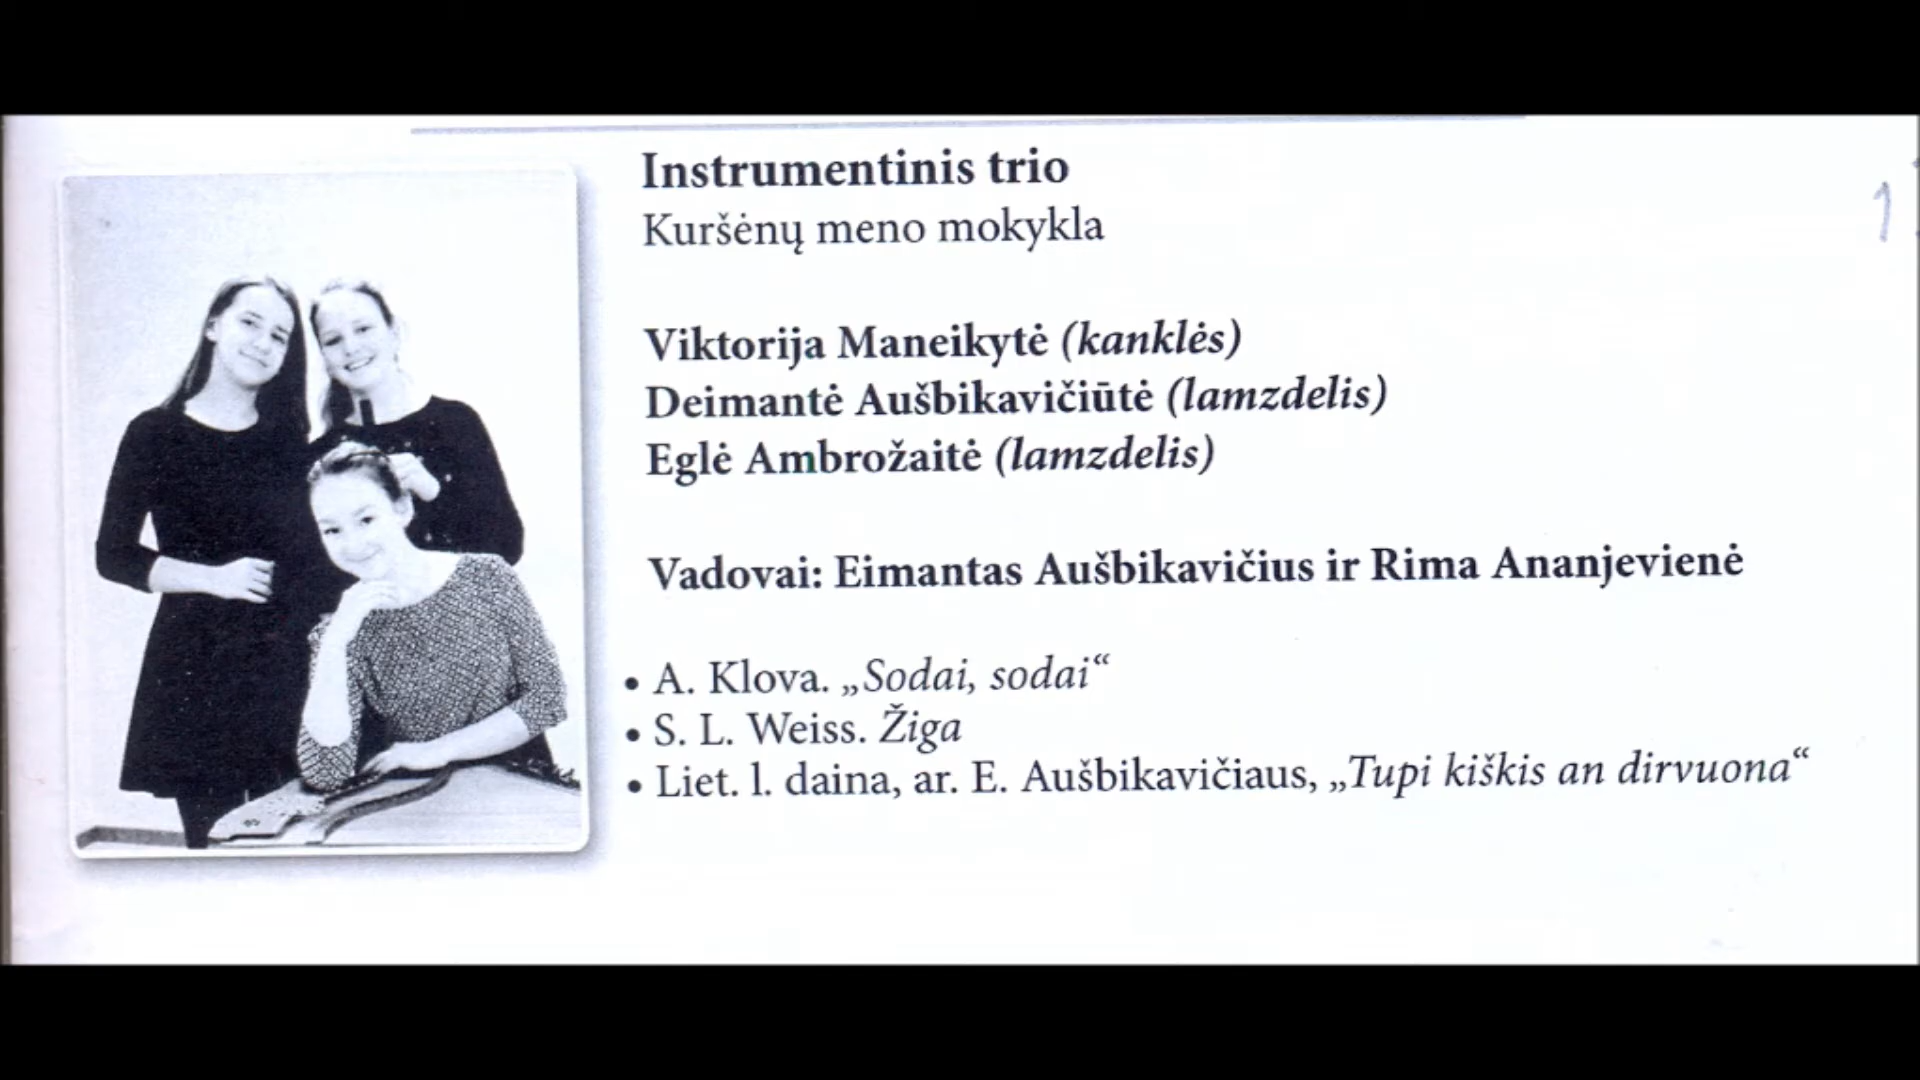 Instrumentinis trio
Kuršėnų meno mokykla
1
Viktorija Maneikytė (kanklės)
Deimantė Aušbikavičiūtė (lamzdelis)
Eglė Ambrožaitė (lamzdelis)
Vadovai: Eimantas Aušbikavičius ir Rima Ananjevienė
• A. Klova. „Sodai, sodai“
• S. L. Weiss. Žiga
• Liet. l. daina, ar. E. Aušbikavičiaus, „Tupi kiškis an dirvuona“